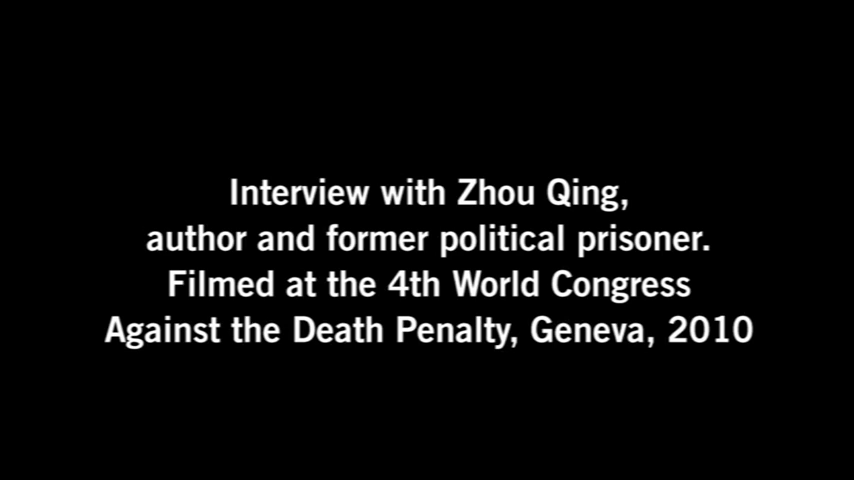 Interview with Zhou Qing,
author and former political prisoner.
Filmed at the 4th World Congress
Against the Death Penalty, Geneva, 2010